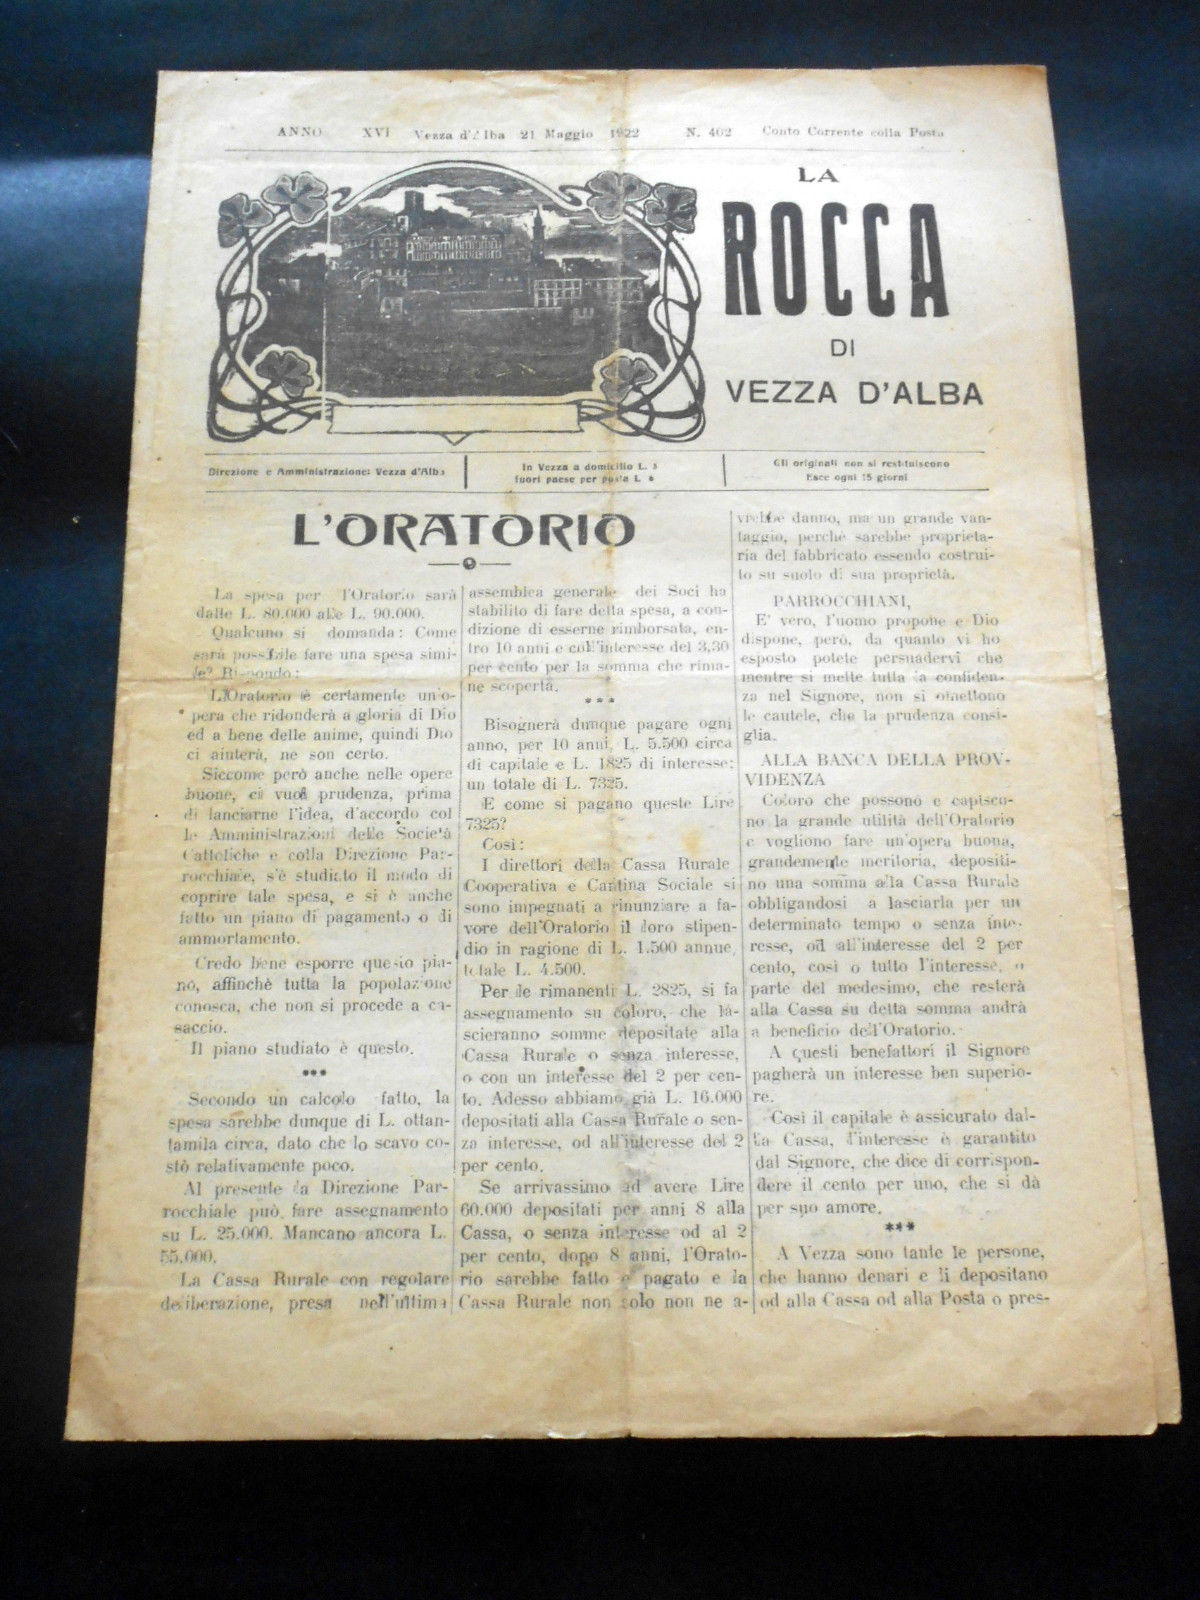 ANNO XVI Vezza d'Alba 21 Maggio 1922 N. 402 Conto Corrente colla Posta
LA
ROCCA
DI
VEZZA D'ALBA
Direzione e Amministrazione: Vezza d'Alba
In Vezza a domicilio L. 5
fuori paese per posta L. 6
Gli originali non si restituiscono
Esce ogni 15 giorni
L'ORATORIO
La spesa per l'Oratorio sarà
dalle L. 80.000 alle L. 90.000.
Qualcuno si domanda: Come
sarà possibile fare una spesa simi-
le? Rispondo:
L'Oratorio è certamente un'o-
pera che ridonderà a gloria di Dio
ed a bene delle anime, quindi Dio
ci aiuterà, ne son certo.
Siccome però anche nelle opere
buone, ci vuol prudenza, prima
di lanciarne l'idea, d'accordo col
le Amministrazioni delle Società
Cattoliche e colla Direzione Par-
rocchiale, s'è studiato il modo di
coprire tale spesa, e si è anche
fatto un piano di pagamento o di
ammortamento.
Credo bene esporre questo pia-
no, affinchè tutta la popolazione
conosca, che non si procede a ca-
saccio.
Il piano studiato è questo.
***
Secondo un calcolo fatto, la
spesa sarebbe dunque di L. ottan-
tamila circa, dato che lo scavo co-
stò relativamente poco.
Al presente la Direzione Par-
rocchiale può fare assegnamento
su L. 25.000. Mancano ancora L.
55.000.
La Cassa Rurale con regolare
deliberazione, presa nell'ultima
assemblea generale dei Soci ha
stabilito di fare della spesa, a con-
dizione di esserne rimborsata, en-
tro 10 anni e coll'interesse del 3,30
per cento per la somma che rima-
ne scoperta.
***
Bisognerà dunque pagare ogni
anno, per 10 anni, L. 5.500 circa
di capitale e L. 1825 di interesse:
un totale di L. 7325.
E come si pagano queste Lire
7325?
Così:
I direttori della Cassa Rurale
Cooperativa e Cantina Sociale si
sono impegnati a rinunziare a fa-
vore dell'Oratorio il loro stipen-
dio in ragione di L. 1.500 annue,
totale L. 4.500.
Per le rimanenti L. 2825, si fa
assegnamento su coloro, che la-
scieranno somme depositate alla
Cassa Rurale o senza interesse,
o con un interesse del 2 per cen-
to. Adesso abbiamo già L. 16.000
depositati alla Cassa Rurale o sen-
za interesse, od all'interesse del 2
per cento.
Se arrivassimo ad avere Lire
60.000 depositati per anni 8 alla
Cassa, o senza interesse od al 2
per cento, dopo 8 anni, l'Orato-
rio sarebbe fatto e pagato e la
Cassa Rurale non solo non ne a-
vrebbe danno, ma un grande van-
taggio, perchè sarebbe proprieta-
ria del fabbricato essendo costrui-
to su suolo di sua proprietà.
PARROCCHIANI,
E' vero, l'uomo propone e Dio
dispone, però, da quanto vi ho
esposto potete persuadervi che
mentre si mette tutta la confiden-
za nel Signore, non si omettono
le cautele, che la prudenza consi-
glia.
ALLA BANCA DELLA PROV-
VIDENZA
Coloro che possono e capisco-
no la grande utilità dell'Oratorio
e vogliono fare un'opera buona,
grandemente meritoria, depositi-
no una somma alla Cassa Rurale
obbligandosi a lasciarla per un
determinato tempo o senza inte-
resse, od all'interesse del 2 per
cento, così o tutto l'interesse, o
parte del medesimo, che resterà
alla Cassa su detta somma andrà
a beneficio dell'Oratorio.
A questi benefattori il Signore
pagherà un interesse ben superio-
re.
Così il capitale è assicurato dal-
la Cassa, l'interesse è garantito
dal Signore, che dice di corrispon-
dere il cento per uno, che si dà
per suo amore.
***
A Vezza sono tante le persone,
che hanno denari e li depositano
od alla Cassa od alla Posta o pres-